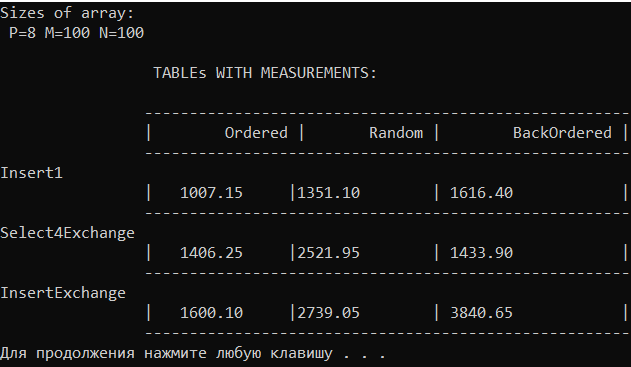 Sizes of array:
P=8 M=100 N=100
TABLEs WITH MEASUREMENTS:
------------------------------------------------------
| Ordered | Random | BackOrdered |
------------------------------------------------------
Insert1
| 1007.15 |1351.10 | 1616.40 |
------------------------------------------------------
Select4Exchange
| 1406.25 |2521.95 | 1433.90 |
------------------------------------------------------
InsertExchange
| 1600.10 |2739.05 | 3840.65 |
------------------------------------------------------
Для продолжения нажмите любую клавишу . . .